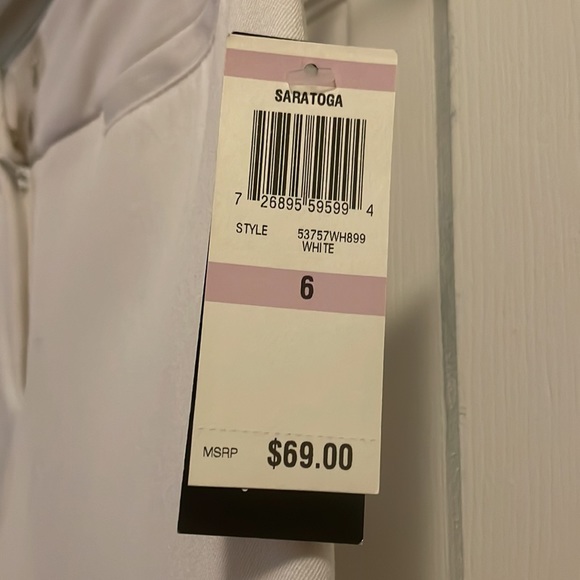 SARATOGA
7 26895 59599 4
STYLE 53757WH899
WHITE
6
MSRP $69.00